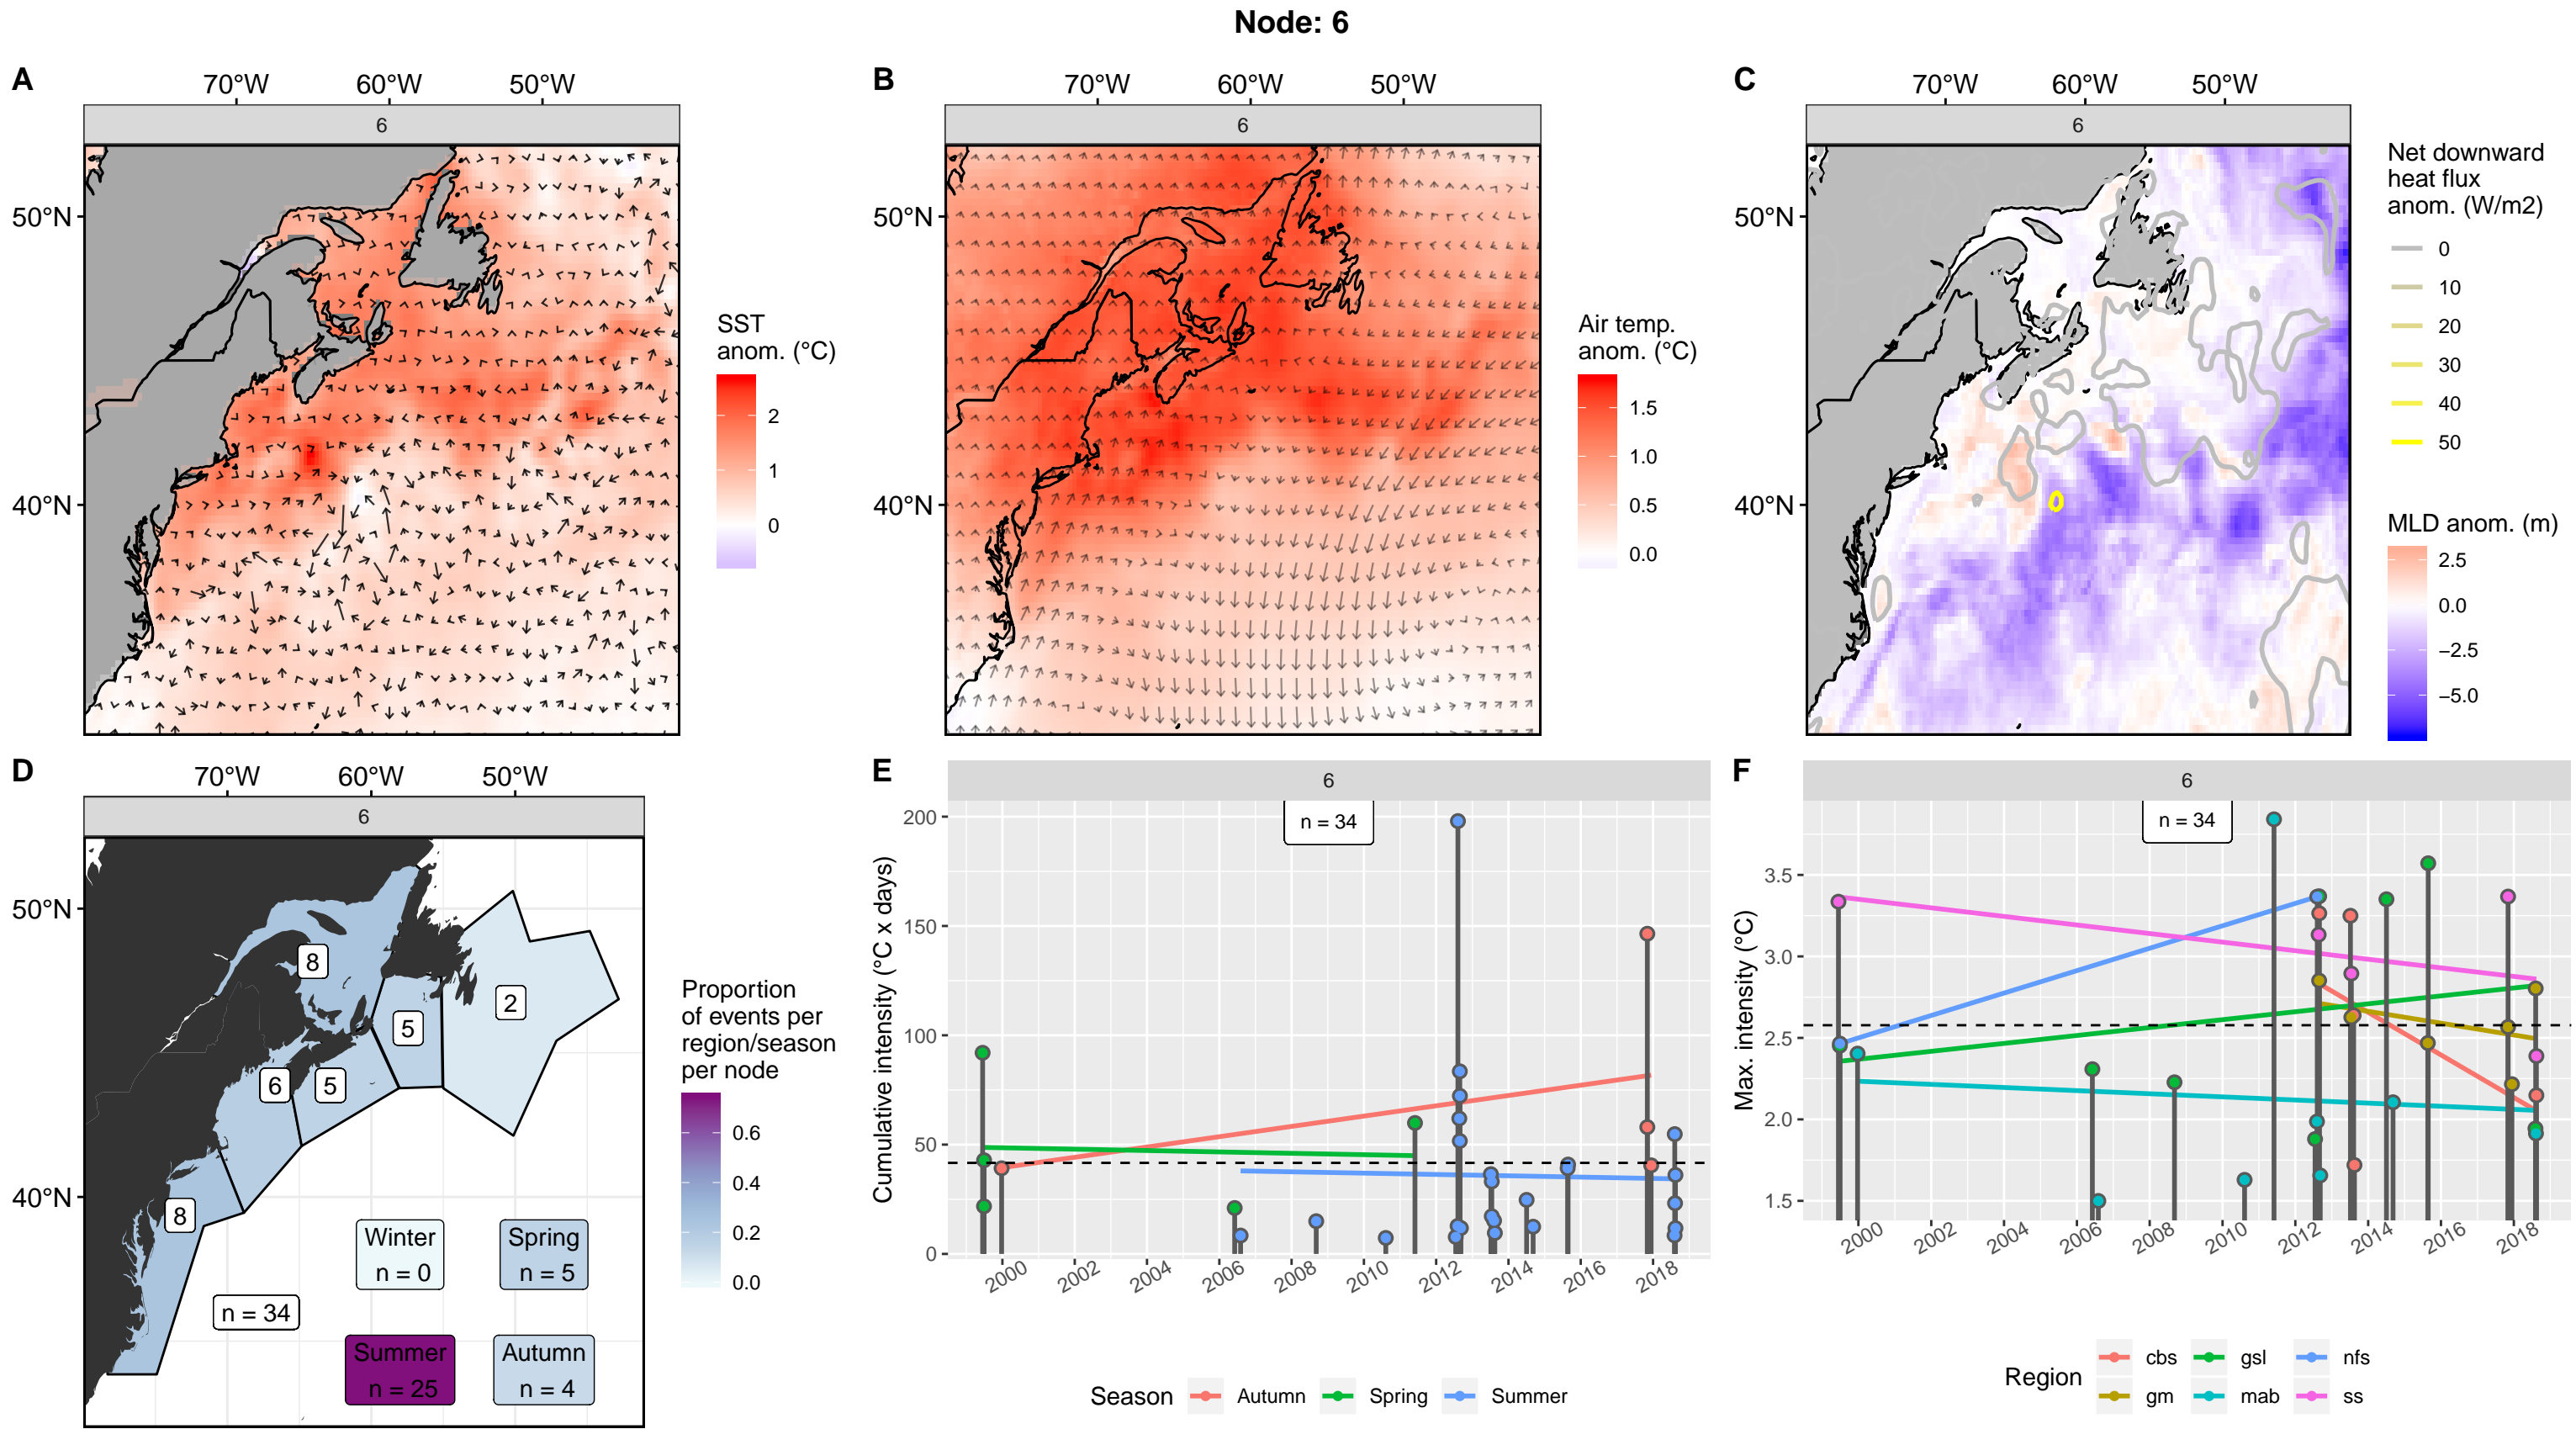 Node: 6
A
70°W 60°W 50°W
6
50°N
40°N
SST
anom. (°C)
2
1
0
B
70°W 60°W 50°W
6
50°N
40°N
Air temp.
anom. (°C)
1.5
1.0
0.5
0.0
C
70°W 60°W 50°W
6
50°N
40°N
Net downward
heat flux
anom. (W/m2)
0
10
20
30
40
50
MLD anom. (m)
2.5
0.0
−2.5
−5.0
D
70°W 60°W 50°W
6
50°N
40°N
8
5
2
6
5
8
n = 34
Winter
n = 0
Spring
n = 5
Summer
n = 25
Autumn
n = 4
Proportion
of events per
region/season
per node
0.6
0.4
0.2
0.0
E
6
n = 34
Cumulative intensity (°C x days)
200
150
100
50
0
2000 2002 2004 2006 2008 2010 2012 2014 2016 2018
Season Autumn Spring Summer
F
6
n = 34
Max. intensity (°C)
3.5
3.0
2.5
2.0
1.5
2000 2002 2004 2006 2008 2010 2012 2014 2016 2018
Region
cbs gsl nfs
gm mab ss